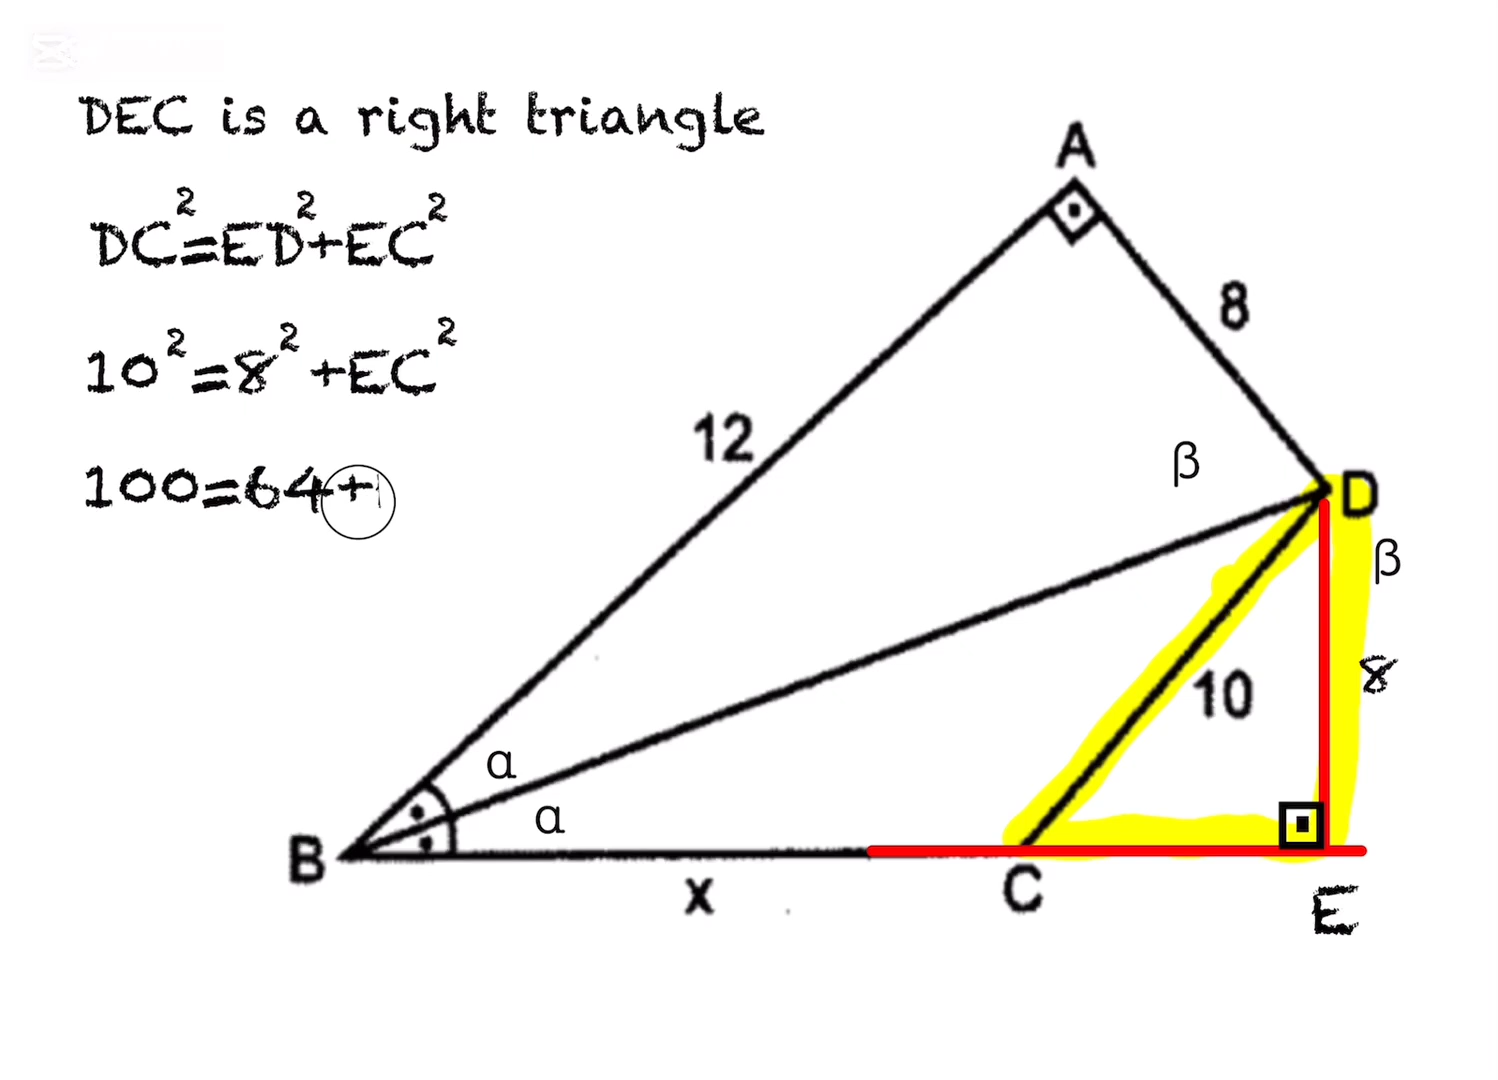 DEC is a right triangle
DC²=ED²+EC²
10²=8²+EC²
100=64+
A
8
12
β
D
β
10
8
α
α
B
x
C
E